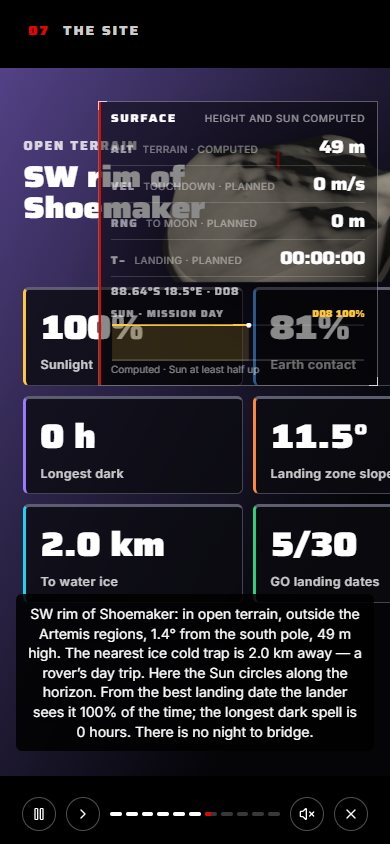 07 THE SITE
SURFACE HEIGHT AND SUN COMPUTED
OPEN TERRAIN
ALT TERRAIN · COMPUTED 49 m
SW rim of
Shoemaker
VEL TOUCHDOWN · PLANNED 0 m/s
RNG TO MOON · PLANNED 0 m
T- LANDING · PLANNED 00:00:00
88.64°S 18.5°E · D08
SUN · MISSION DAY D08 100%
100%
Sunlight
81%
Earth contact
Computed · Sun at least half up
0 h
Longest dark
11.5°
Landing zone slope
2.0 km
To water ice
5/30
GO landing dates
SW rim of Shoemaker: in open terrain, outside the
Artemis regions, 1.4° from the south pole, 49 m
high. The nearest ice cold trap is 2.0 km away — a
rover's day trip. Here the Sun circles along the
horizon. From the best landing date the lander
sees it 100% of the time; the longest dark spell is
0 hours. There is no night to bridge.